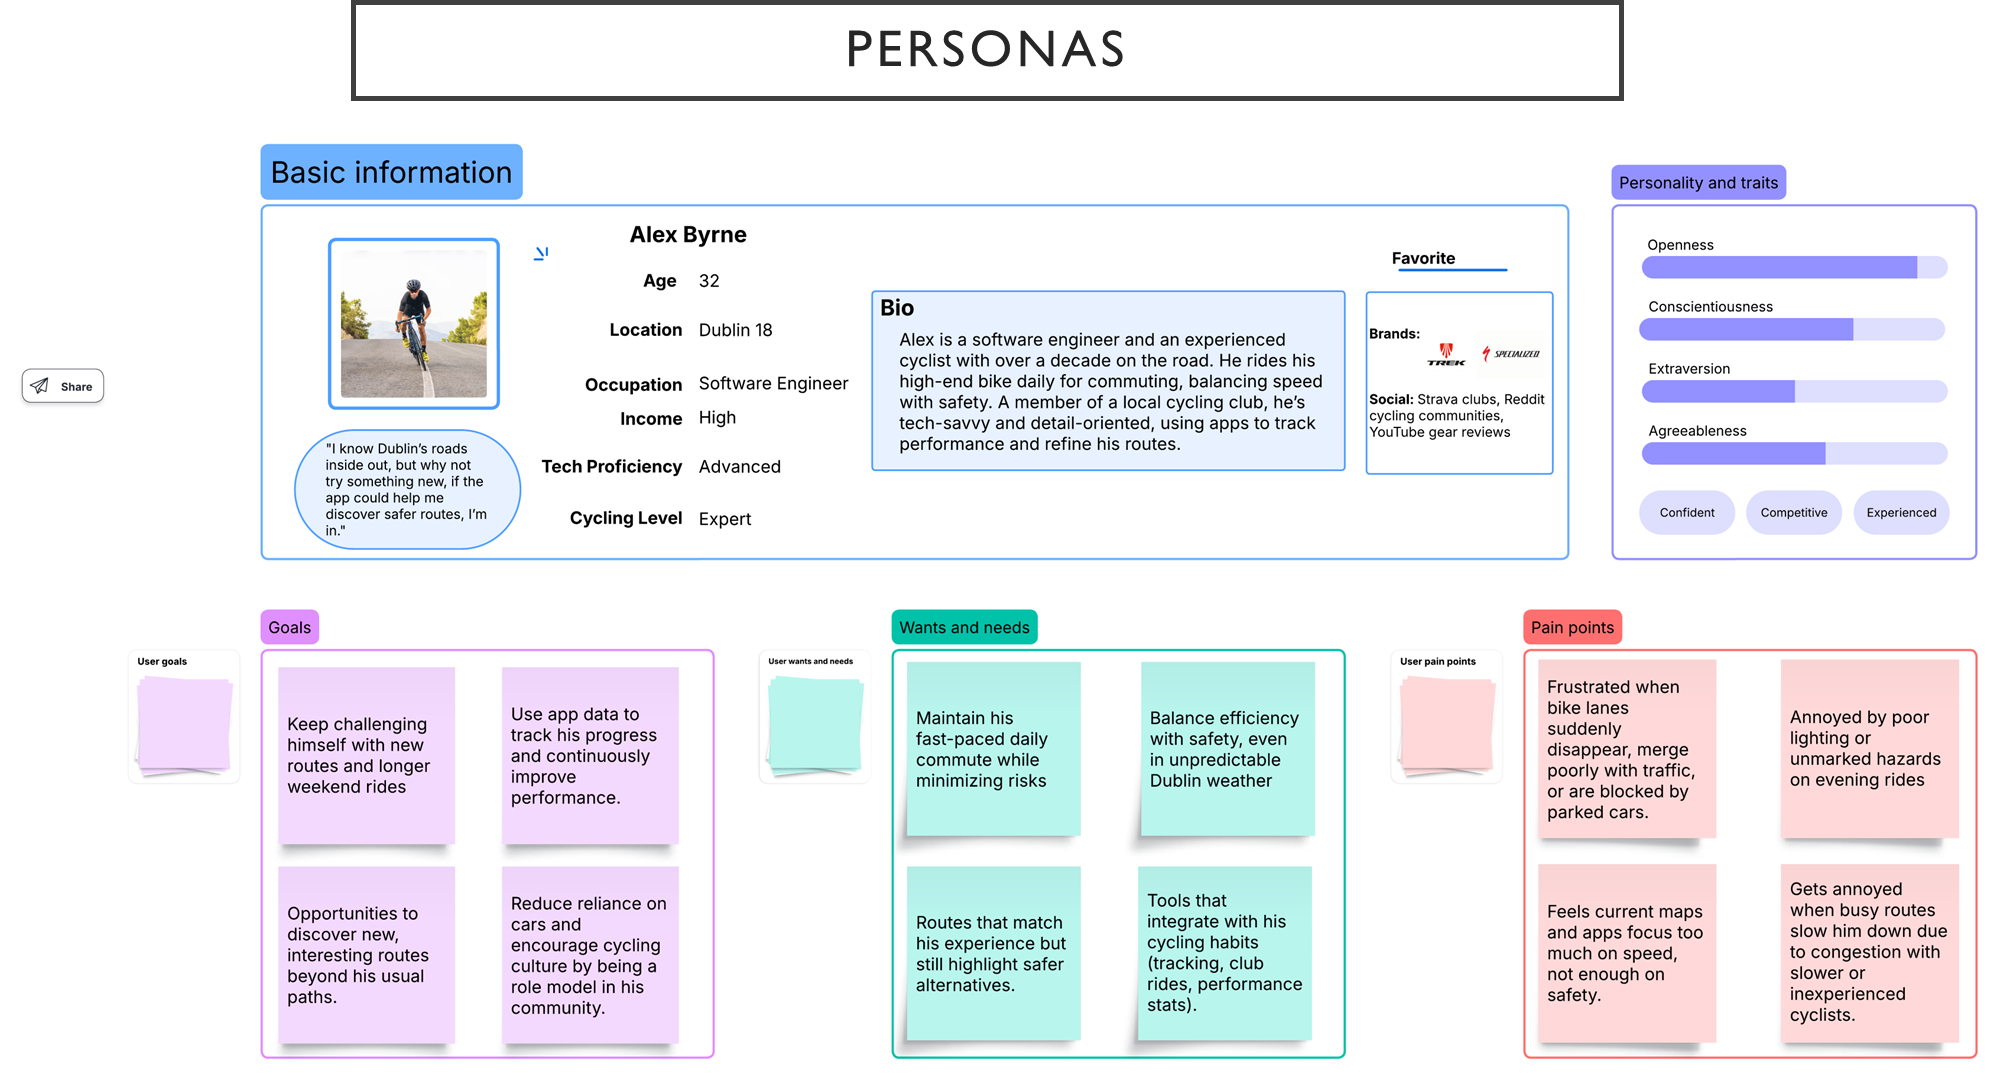 PERSONAS
Basic information
Personality and traits
Alex Byrne
Age 32
Location Dublin 18
Occupation Software Engineer
Income High
Tech Proficiency Advanced
Cycling Level Expert
"I know Dublin's roads
inside out, but why not
try something new, if the
app could help me
discover safer routes, I'm
in."
Bio
Alex is a software engineer and an experienced
cyclist with over a decade on the road. He rides his
high-end bike daily for commuting, balancing speed
with safety. A member of a local cycling club, he's
tech-savvy and detail-oriented, using apps to track
performance and refine his routes.
Favorite
Brands:
TREK
SPECIALIZED
Social: Strava clubs, Reddit
cycling communities,
YouTube gear reviews
Openness
Conscientiousness
Extraversion
Agreeableness
Confident
Competitive
Experienced
Share
Goals
User goals
Keep challenging
himself with new
routes and longer
weekend rides
Use app data to
track his progress
and continuously
improve
performance.
Opportunities to
discover new,
interesting routes
beyond his usual
paths.
Reduce reliance on
cars and
encourage cycling
culture by being a
role model in his
community.
Wants and needs
User wants and needs
Maintain his
fast-paced daily
commute while
minimizing risks
Balance efficiency
with safety, even
in unpredictable
Dublin weather
Routes that match
his experience but
still highlight safer
alternatives.
Tools that
integrate with his
cycling habits
(tracking, club
rides, performance
stats).
Pain points
User pain points
Frustrated when
bike lanes
suddenly
disappear, merge
poorly with traffic,
or are blocked by
parked cars.
Annoyed by poor
lighting or
unmarked hazards
on evening rides
Feels current maps
and apps focus too
much on speed,
not enough on
safety.
Gets annoyed
when busy routes
slow him down due
to congestion with
slower or
inexperienced
cyclists.